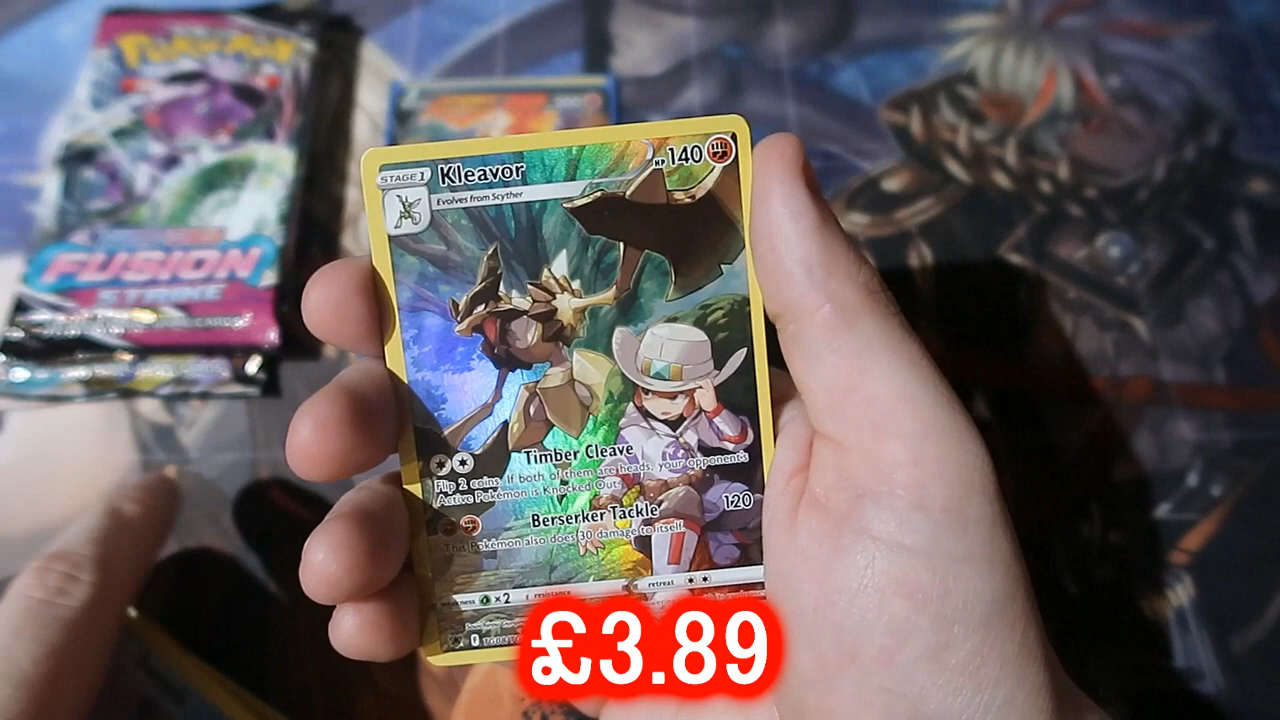 Pokémon
FUSION
STRIKE
STAGE 1
Kleavor
HP 140
Evolves from Scyther
Timber Cleave
Flip 2 coins. If both of them are heads, your opponent's
Active Pokémon is Knocked Out.
Berserker Tackle
120
This Pokémon also does 30 damage to itself.
weakness
×2
resistance
retreat
£3.89